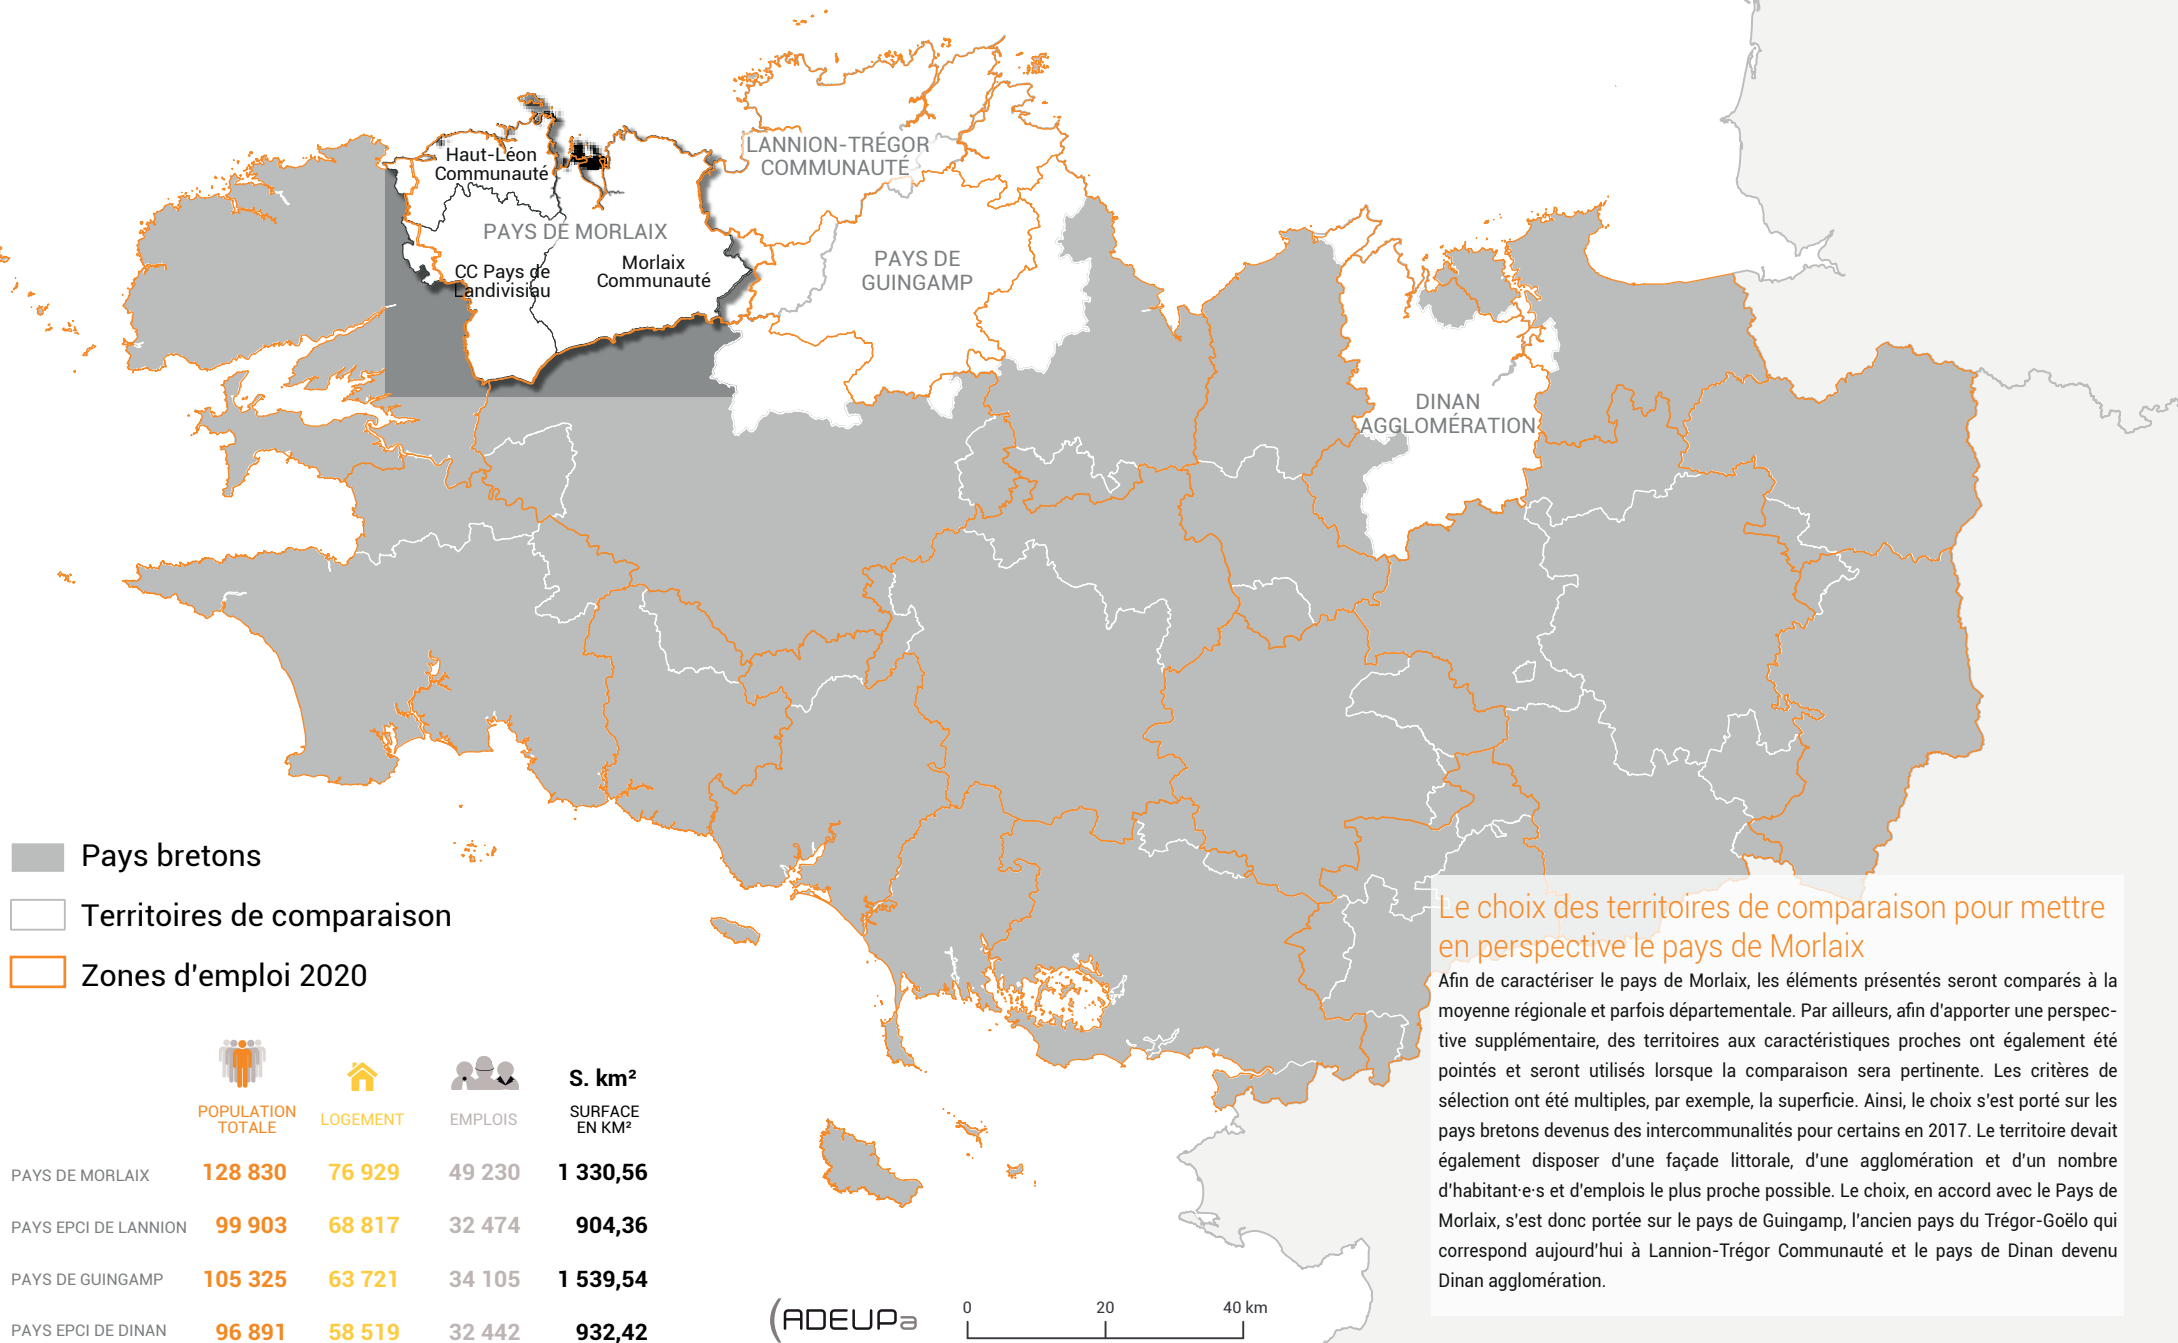 Haut-Léon
Communauté
LANNION-TRÉGOR
COMMUNAUTÉ
PAYS DE MORLAIX
CC Pays de
Landivisiau
Morlaix
Communauté
PAYS DE
GUINGAMP
DINAN
AGGLOMÉRATION
Pays bretons
Territoires de comparaison
Zones d'emploi 2020
POPULATION
TOTALE
LOGEMENT
EMPLOIS
S. km²
SURFACE
EN KM²
PAYS DE MORLAIX 128 830 76 929 49 230 1 330,56
PAYS EPCI DE LANNION 99 903 68 817 32 474 904,36
PAYS DE GUINGAMP 105 325 63 721 34 105 1 539,54
PAYS EPCI DE DINAN 96 891 58 519 32 442 932,42
ADEUPa
0 20 40 km
Le choix des territoires de comparaison pour mettre
en perspective le pays de Morlaix
Afin de caractériser le pays de Morlaix, les éléments présentés seront comparés à la
moyenne régionale et parfois départementale. Par ailleurs, afin d'apporter une perspec-
tive supplémentaire, des territoires aux caractéristiques proches ont également été
pointés et seront utilisés lorsque la comparaison sera pertinente. Les critères de
sélection ont été multiples, par exemple, la superficie. Ainsi, le choix s'est porté sur les
pays bretons devenus des intercommunalités pour certains en 2017. Le territoire devait
également disposer d'une façade littorale, d'une agglomération et d'un nombre
d'habitant·e·s et d'emplois le plus proche possible. Le choix, en accord avec le Pays de
Morlaix, s'est donc portée sur le pays de Guingamp, l'ancien pays du Trégor-Goëlo qui
correspond aujourd'hui à Lannion-Trégor Communauté et le pays de Dinan devenu
Dinan agglomération.